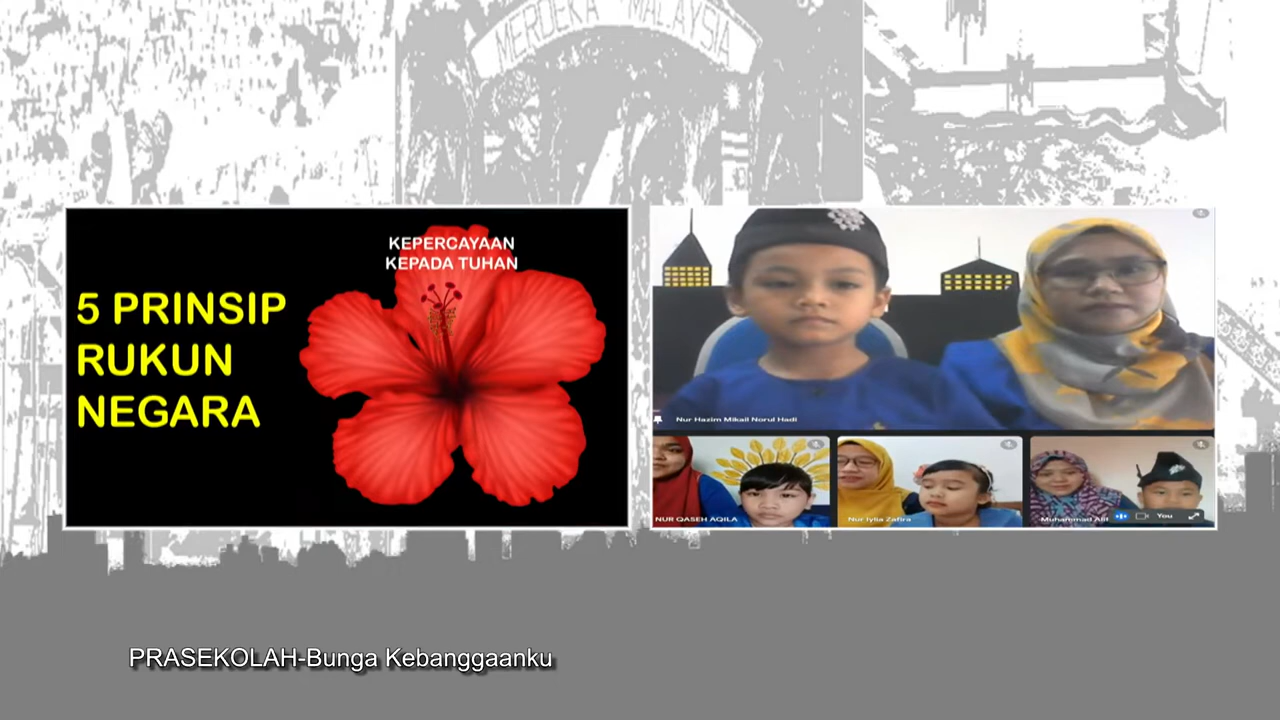 MERDEKA MALAYSIA
KEPERCAYAAN
KEPADA TUHAN
5 PRINSIP
RUKUN
NEGARA
Nur Hazim Mikail Norul Hadi
NUR QASEH AQILA
Nur Iylia Zafira
Muhammad Alif
You
PRASEKOLAH-Bunga Kebanggaanku